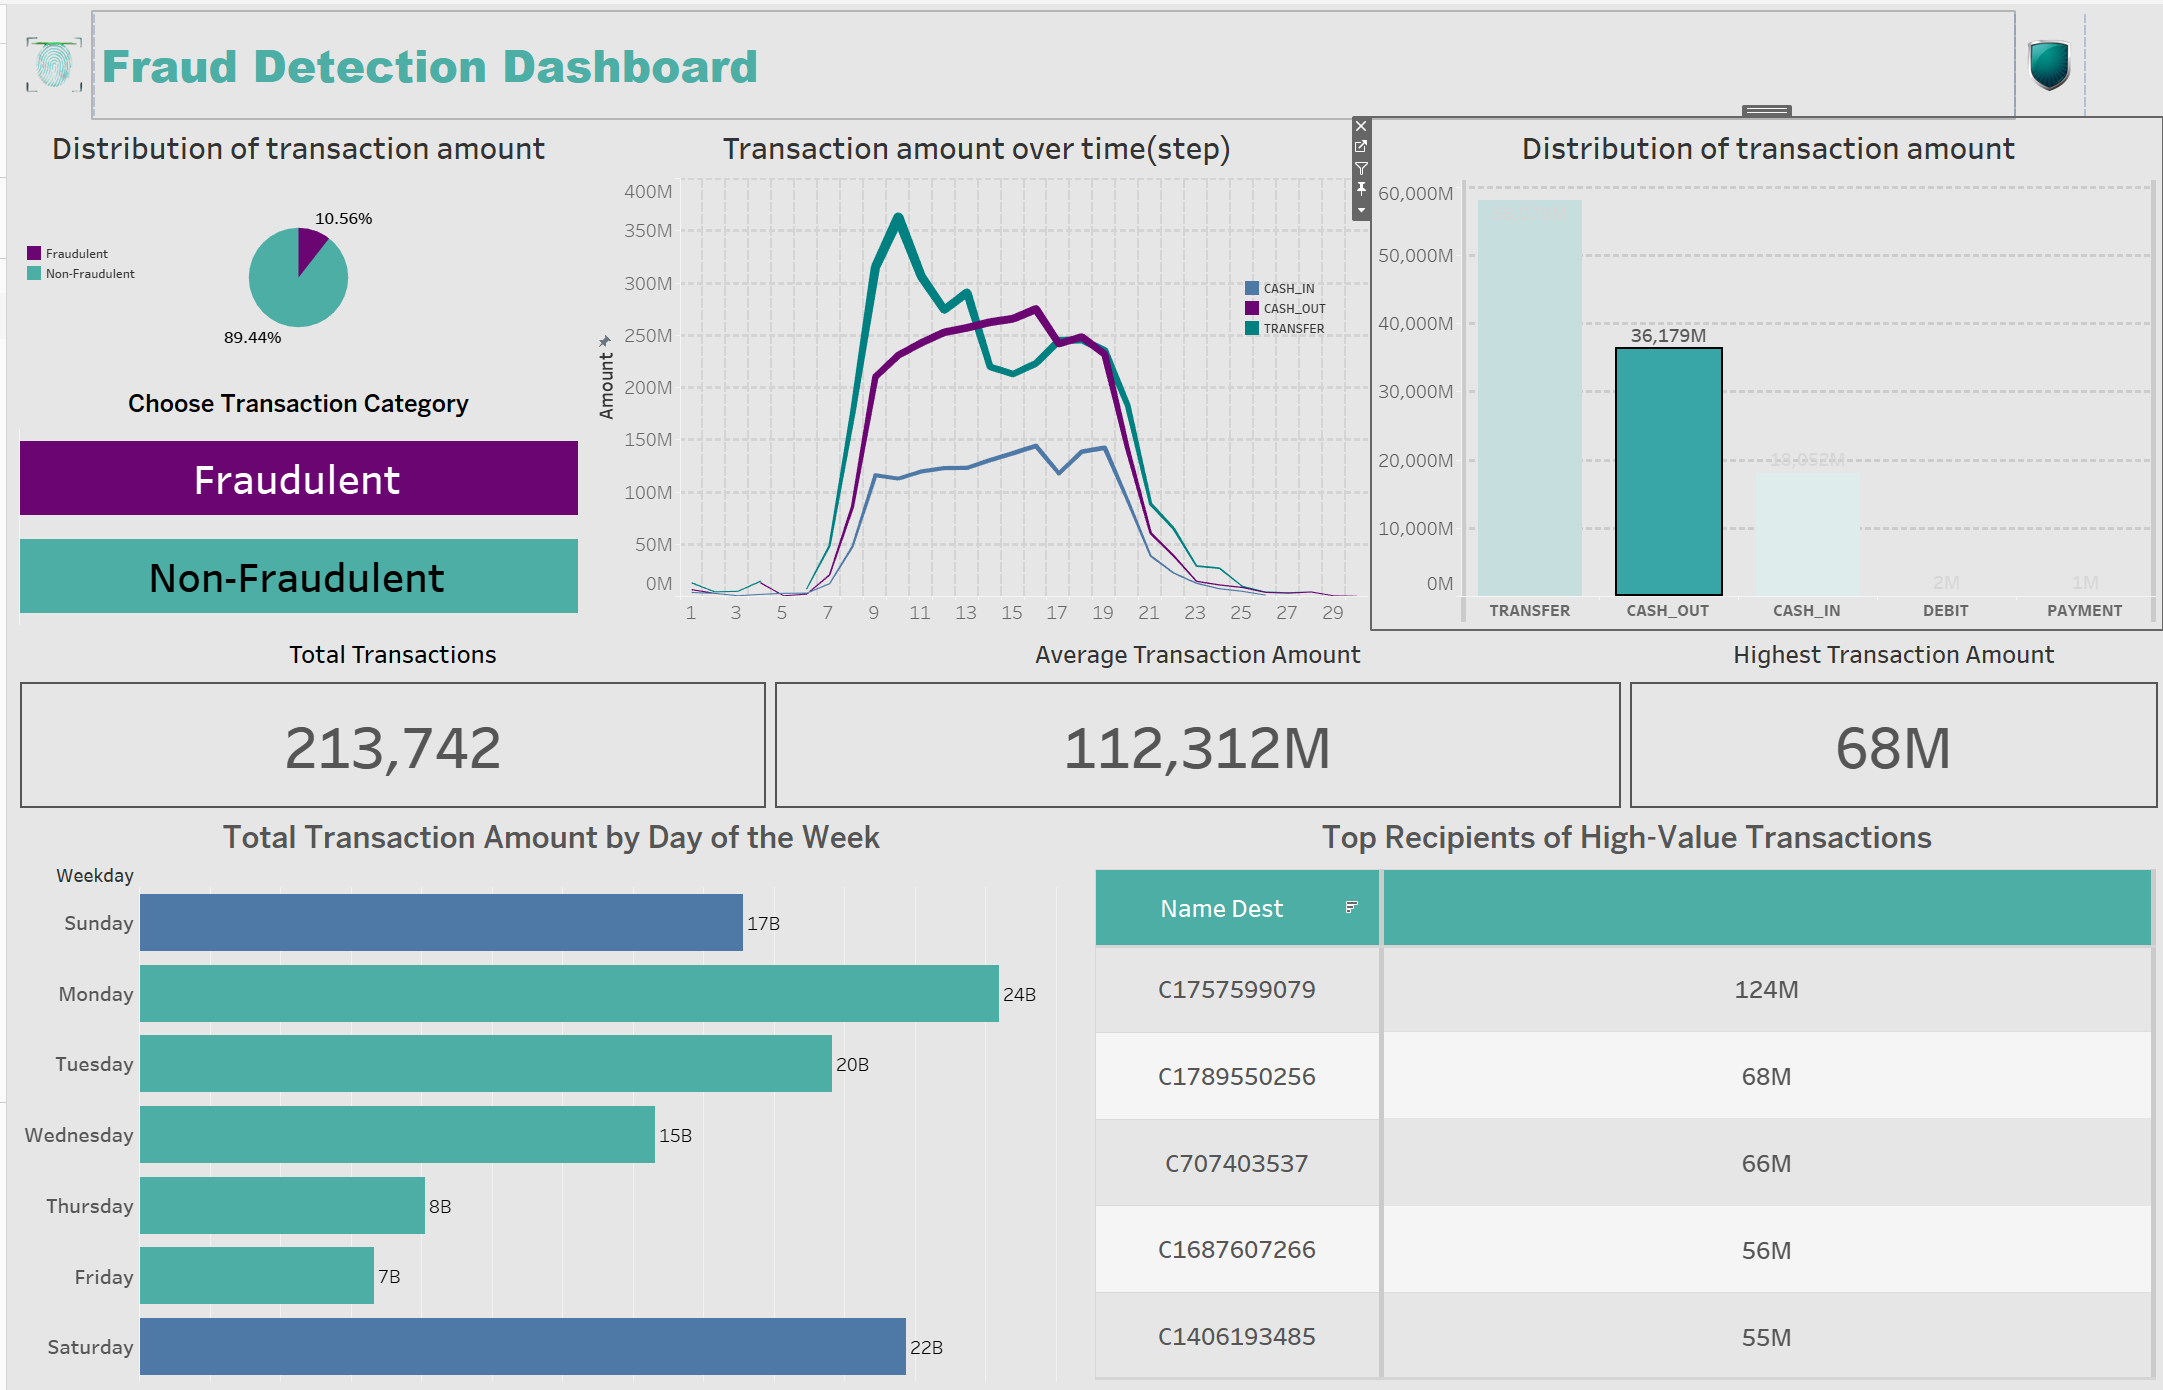 Fraud Detection Dashboard
Distribution of transaction amount
10.56%
Fraudulent
Non-Fraudulent
89.44%
Choose Transaction Category
Fraudulent
Non-Fraudulent
Transaction amount over time(step)
Amount
400M
350M
300M
250M
200M
150M
100M
50M
0M
1 3 5 7 9 11 13 15 17 19 21 23 25 27 29
CASH_IN
CASH_OUT
TRANSFER
Distribution of transaction amount
60,000M
50,000M
40,000M
30,000M
20,000M
10,000M
0M
36,179M
18,052M
2M
1M
TRANSFER CASH_OUT CASH_IN DEBIT PAYMENT
Total Transactions
213,742
Average Transaction Amount
112,312M
Highest Transaction Amount
68M
Total Transaction Amount by Day of the Week
Weekday
Sunday 17B
Monday 24B
Tuesday 20B
Wednesday 15B
Thursday 8B
Friday 7B
Saturday 22B
Top Recipients of High-Value Transactions
Name Dest
C1757599079 124M
C1789550256 68M
C707403537 66M
C1687607266 56M
C1406193485 55M